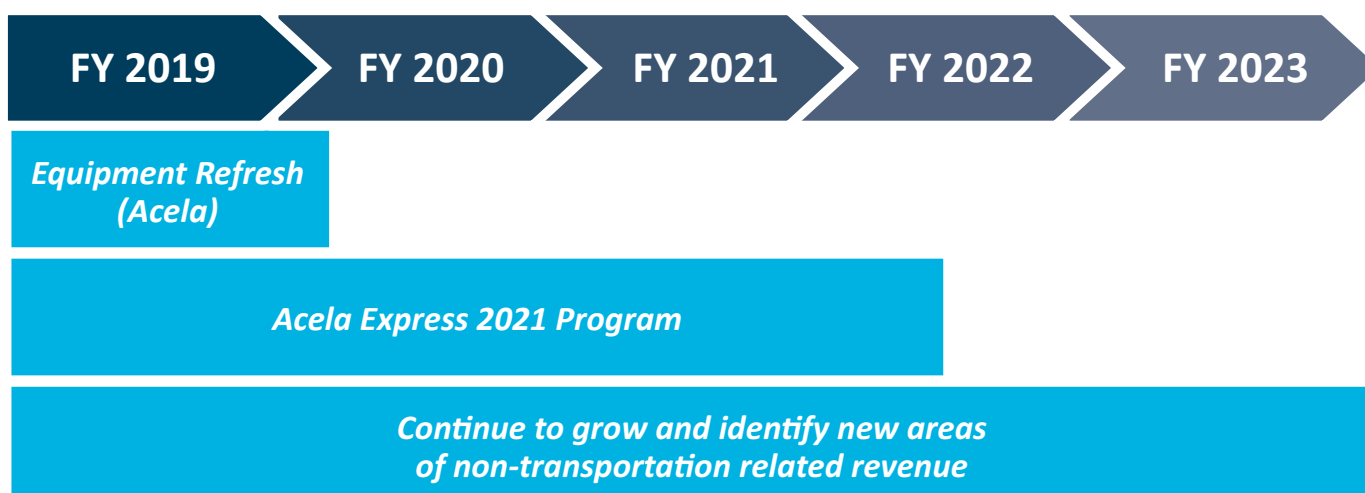 FY 2019
FY 2020
FY 2021
FY 2022
FY 2023
Equipment Refresh
(Acela)
Acela Express 2021 Program
Continue to grow and identify new areas
of non-transportation related revenue